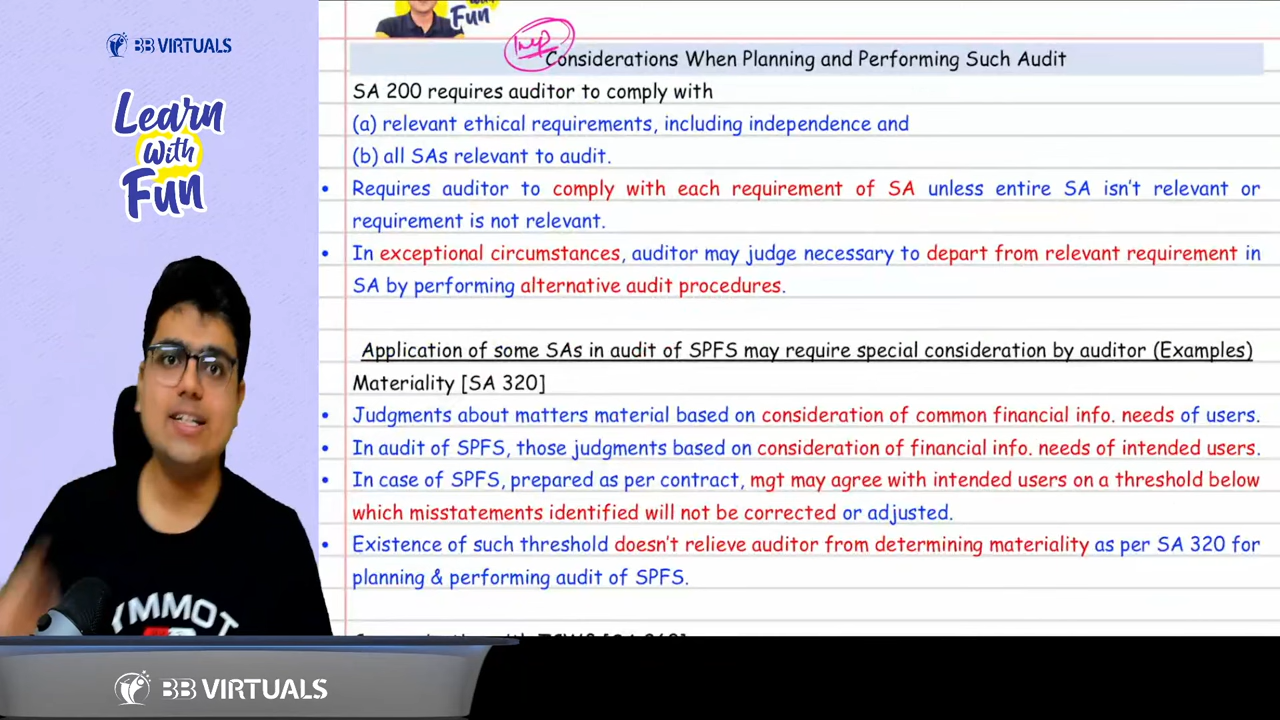 BB VIRTUALS
Learn
With
Fun
With
Fun
Imp
Considerations When Planning and Performing Such Audit
SA 200 requires auditor to comply with
(a) relevant ethical requirements, including independence and
(b) all SAs relevant to audit.
• Requires auditor to comply with each requirement of SA unless entire SA isn't relevant or
requirement is not relevant.
• In exceptional circumstances, auditor may judge necessary to depart from relevant requirement in
SA by performing alternative audit procedures.
Application of some SAs in audit of SPFS may require special consideration by auditor (Examples)
Materiality [SA 320]
• Judgments about matters material based on consideration of common financial info. needs of users.
• In audit of SPFS, those judgments based on consideration of financial info. needs of intended users.
• In case of SPFS, prepared as per contract, mgt may agree with intended users on a threshold below
which misstatements identified will not be corrected or adjusted.
• Existence of such threshold doesn't relieve auditor from determining materiality as per SA 320 for
planning & performing audit of SPFS.
YMMOT
BB VIRTUALS